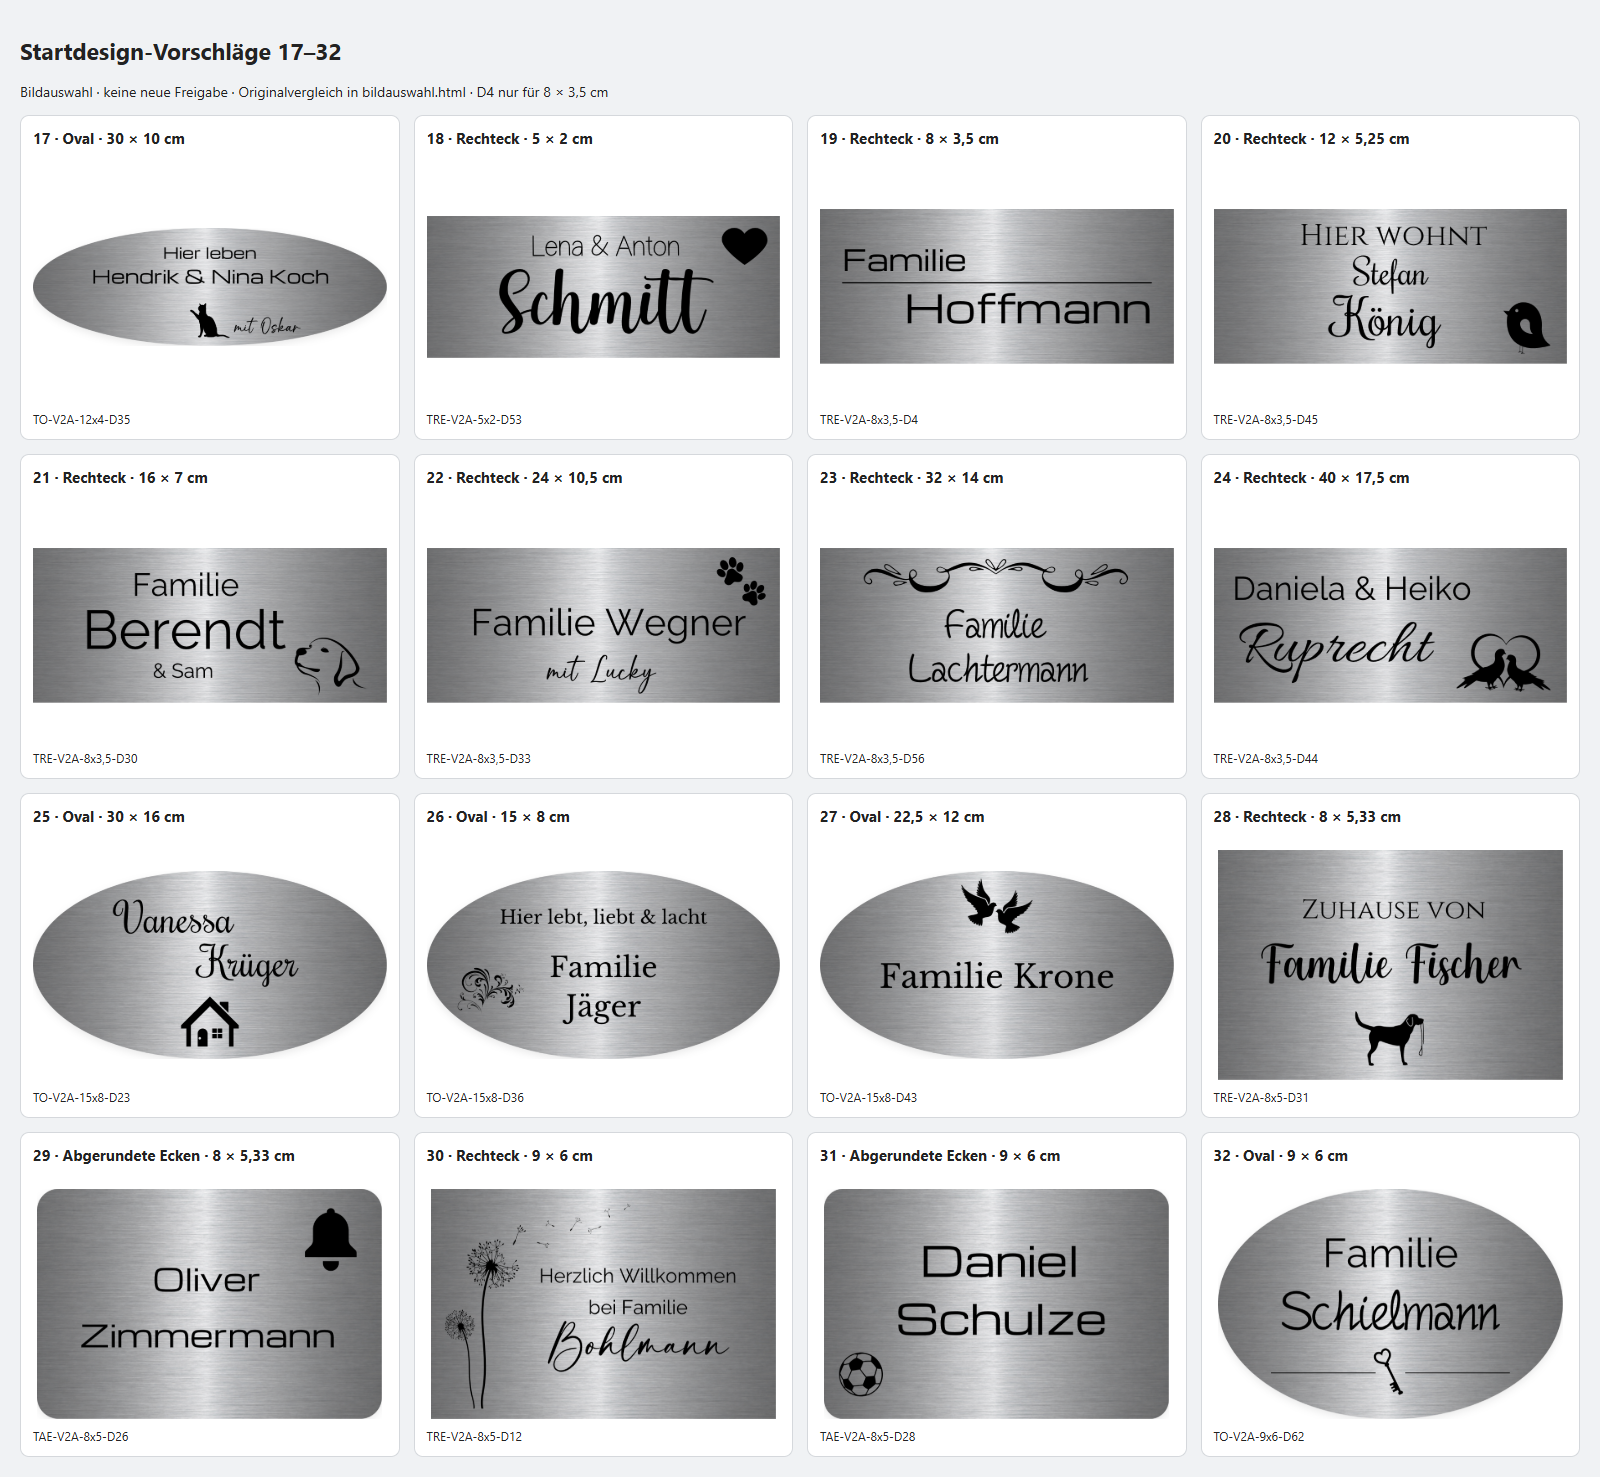 Startdesign-Vorschläge 17–32
Bildauswahl · keine neue Freigabe · Originalvergleich in bildauswahl.html · D4 nur für 8 × 3,5 cm
17 · Oval · 30 × 10 cm
Hier leben
Hendrik & Nina Koch
mit Oskar
TO-V2A-12x4-D35
18 · Rechteck · 5 × 2 cm
Lena & Anton
Schmitt
TRE-V2A-5x2-D53
19 · Rechteck · 8 × 3,5 cm
Familie
Hoffmann
TRE-V2A-8x3,5-D4
20 · Rechteck · 12 × 5,25 cm
Hier wohnt
Stefan
König
TRE-V2A-8x3,5-D45
21 · Rechteck · 16 × 7 cm
Familie
Berendt
& Sam
TRE-V2A-8x3,5-D30
22 · Rechteck · 24 × 10,5 cm
Familie Wegner
mit Lucky
TRE-V2A-8x3,5-D33
23 · Rechteck · 32 × 14 cm
Familie
Lachtermann
TRE-V2A-8x3,5-D56
24 · Rechteck · 40 × 17,5 cm
Daniela & Heiko
Ruprecht
TRE-V2A-8x3,5-D44
25 · Oval · 30 × 16 cm
Vanessa
Krüger
TO-V2A-15x8-D23
26 · Oval · 15 × 8 cm
Hier lebt, liebt & lacht
Familie
Jäger
TO-V2A-15x8-D36
27 · Oval · 22,5 × 12 cm
Familie Krone
TO-V2A-15x8-D43
28 · Rechteck · 8 × 5,33 cm
Zuhause von
Familie Fischer
TRE-V2A-8x5-D31
29 · Abgerundete Ecken · 8 × 5,33 cm
Oliver
Zimmermann
TAE-V2A-8x5-D26
30 · Rechteck · 9 × 6 cm
Herzlich Willkommen
bei Familie
Bohlmann
TRE-V2A-8x5-D12
31 · Abgerundete Ecken · 9 × 6 cm
Daniel
Schulze
TAE-V2A-8x5-D28
32 · Oval · 9 × 6 cm
Familie
Schielmann
TO-V2A-9x6-D62